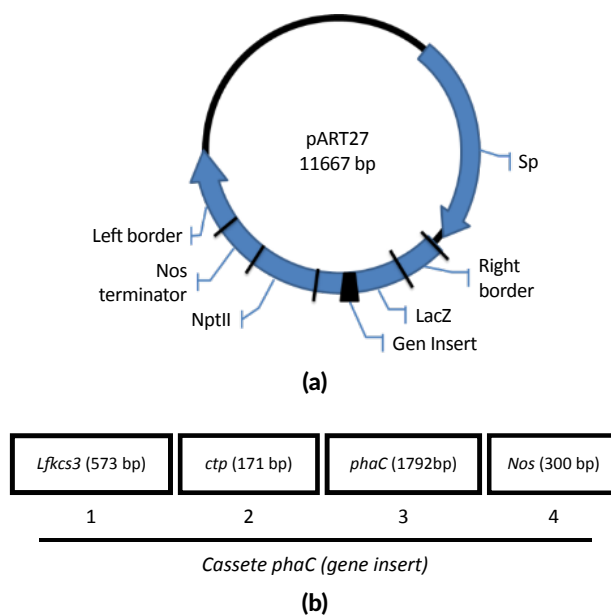 pART27
11667 bp
Sp
Left border
Nos
terminator
NptII
Right
border
LacZ
Gen Insert
(a)
Lfkcs3 (573 bp)
ctp (171 bp)
phaC (1792bp)
Nos (300 bp)
1
2
3
4
Cassete phaC (gene insert)
(b)